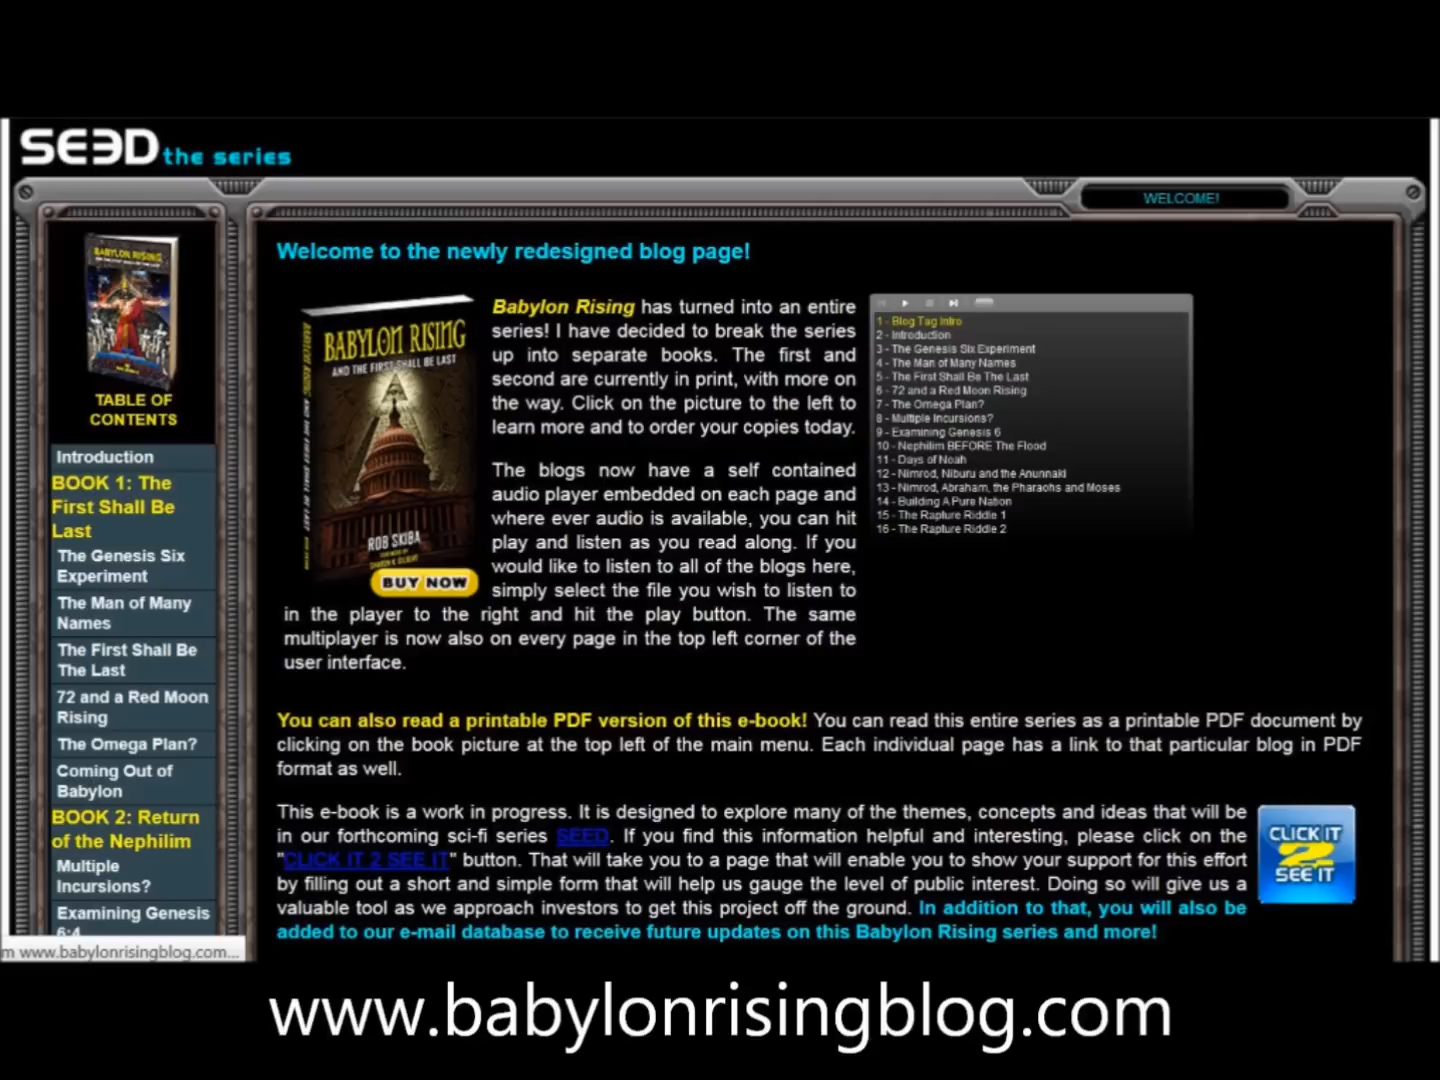 SEED the series
WELCOME!
BABYLON RISING
TABLE OF
CONTENTS
Introduction
BOOK 1: The
First Shall Be
Last
The Genesis Six
Experiment
The Man of Many
Names
The First Shall Be
The Last
72 and a Red Moon
Rising
The Omega Plan?
Coming Out of
Babylon
BOOK 2: Return
of the Nephilim
Multiple
Incursions?
Examining Genesis
6:4
m www.babylonrisingblog.com...
Welcome to the newly redesigned blog page!
BABYLON RISING
AND THE FIRST SHALL BE LAST
ROB SKIBA
BUY NOW
Babylon Rising has turned into an entire
series! I have decided to break the series
up into separate books. The first and
second are currently in print, with more on
the way. Click on the picture to the left to
learn more and to order your copies today.
The blogs now have a self contained
audio player embedded on each page and
where ever audio is available, you can hit
play and listen as you read along. If you
would like to listen to all of the blogs here,
simply select the file you wish to listen to
in the player to the right and hit the play button. The same
multiplayer is now also on every page in the top left corner of the
user interface.
1 - Blog Tag Intro
2 - Introduction
3 - The Genesis Six Experiment
4 - The Man of Many Names
5 - The First Shall Be The Last
6 - 72 and a Red Moon Rising
7 - The Omega Plan?
8 - Multiple Incursions?
9 - Examining Genesis 6
10 - Nephilim BEFORE The Flood
11 - Days of Noah
12 - Nimrod, Niburu and the Anunnaki
13 - Nimrod, Abraham, the Pharaohs and Moses
14 - Building A Pure Nation
15 - The Rapture Riddle 1
16 - The Rapture Riddle 2
You can also read a printable PDF version of this e-book! You can read this entire series as a printable PDF document by
clicking on the book picture at the top left of the main menu. Each individual page has a link to that particular blog in PDF
format as well.
This e-book is a work in progress. It is designed to explore many of the themes, concepts and ideas that will be
in our forthcoming sci-fi series SEED. If you find this information helpful and interesting, please click on the
"CLICK IT 2 SEE IT" button. That will take you to a page that will enable you to show your support for this effort
by filling out a short and simple form that will help us gauge the level of public interest. Doing so will give us a
valuable tool as we approach investors to get this project off the ground. In addition to that, you will also be
added to our e-mail database to receive future updates on this Babylon Rising series and more!
CLICK IT
2
SEE IT
www.babylonrisingblog.com